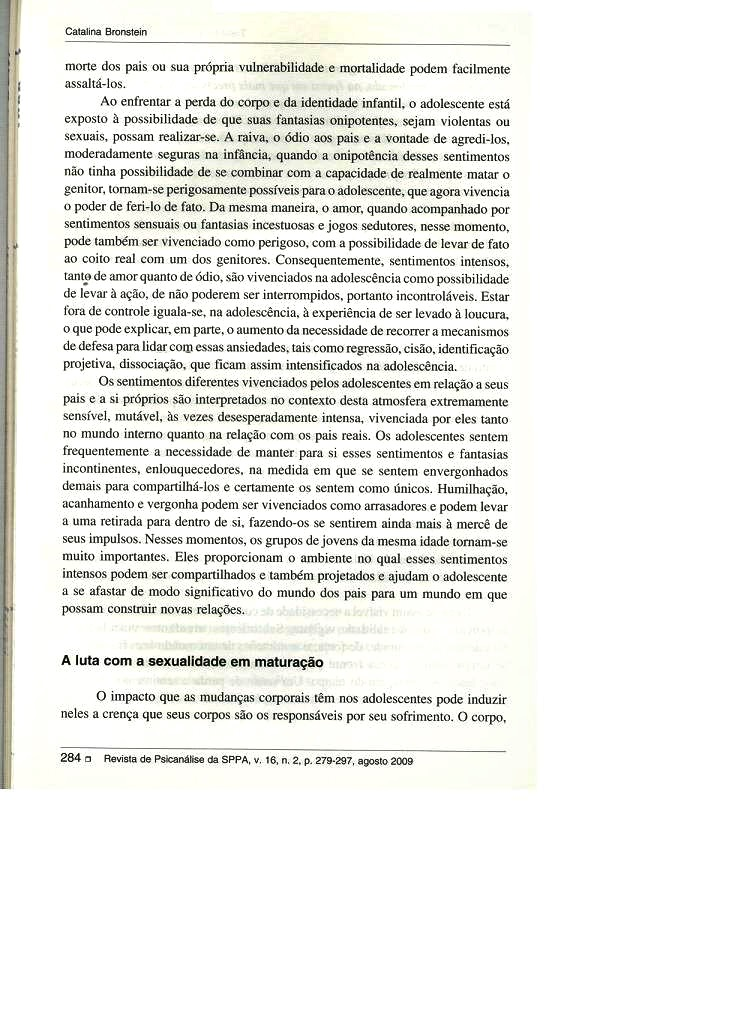 Catalina Bronstein
morte dos pais ou sua própria vulnerabilidade e mortalidade podem facilmente
assaltá-los.
Ao enfrentar a perda do corpo e da identidade infantil, o adolescente está
exposto à possibilidade de que suas fantasias onipotentes, sejam violentas ou
sexuais, possam realizar-se. A raiva, o ódio aos pais e a vontade de agredi-los,
moderadamente seguras na infância, quando a onipotência desses sentimentos
não tinha possibilidade de se combinar com a capacidade de realmente matar o
genitor, tornam-se perigosamente possíveis para o adolescente, que agora vivencia
o poder de feri-lo de fato. Da mesma maneira, o amor, quando acompanhado por
sentimentos sensuais ou fantasias incestuosas e jogos sedutores, nesse momento,
pode também ser vivenciado como perigoso, com a possibilidade de levar de fato
ao coito real com um dos genitores. Consequentemente, sentimentos intensos,
tanto de amor quanto de ódio, são vivenciados na adolescência como possibilidade
de levar à ação, de não poderem ser interrompidos, portanto incontroláveis. Estar
fora de controle iguala-se, na adolescência, à experiência de ser levado à loucura,
o que pode explicar, em parte, o aumento da necessidade de recorrer a mecanismos
de defesa para lidar com essas ansiedades, tais como regressão, cisão, identificação
projetiva, dissociação, que ficam assim intensificados na adolescência.
Os sentimentos diferentes vivenciados pelos adolescentes em relação a seus
pais e a si próprios são interpretados no contexto desta atmosfera extremamente
sensível, mutável, às vezes desesperadamente intensa, vivenciada por eles tanto
no mundo interno quanto na relação com os pais reais. Os adolescentes sentem
frequentemente a necessidade de manter para si esses sentimentos e fantasias
incontinentes, enlouquecedores, na medida em que se sentem envergonhados
demais para compartilhá-los e certamente os sentem como únicos. Humilhação,
acanhamento e vergonha podem ser vivenciados como arrasadores e podem levar
a uma retirada para dentro de si, fazendo-os se sentirem ainda mais à mercê de
seus impulsos. Nesses momentos, os grupos de jovens da mesma idade tornam-se
muito importantes. Eles proporcionam o ambiente no qual esses sentimentos
intensos podem ser compartilhados e também projetados e ajudam o adolescente
a se afastar de modo significativo do mundo dos pais para um mundo em que
possam construir novas relações.
A luta com a sexualidade em maturação
O impacto que as mudanças corporais têm nos adolescentes pode induzir
neles a crença que seus corpos são os responsáveis por seu sofrimento. O corpo,
284 □ Revista de Psicanálise da SPPA, v. 16, n. 2, p. 279-297, agosto 2009